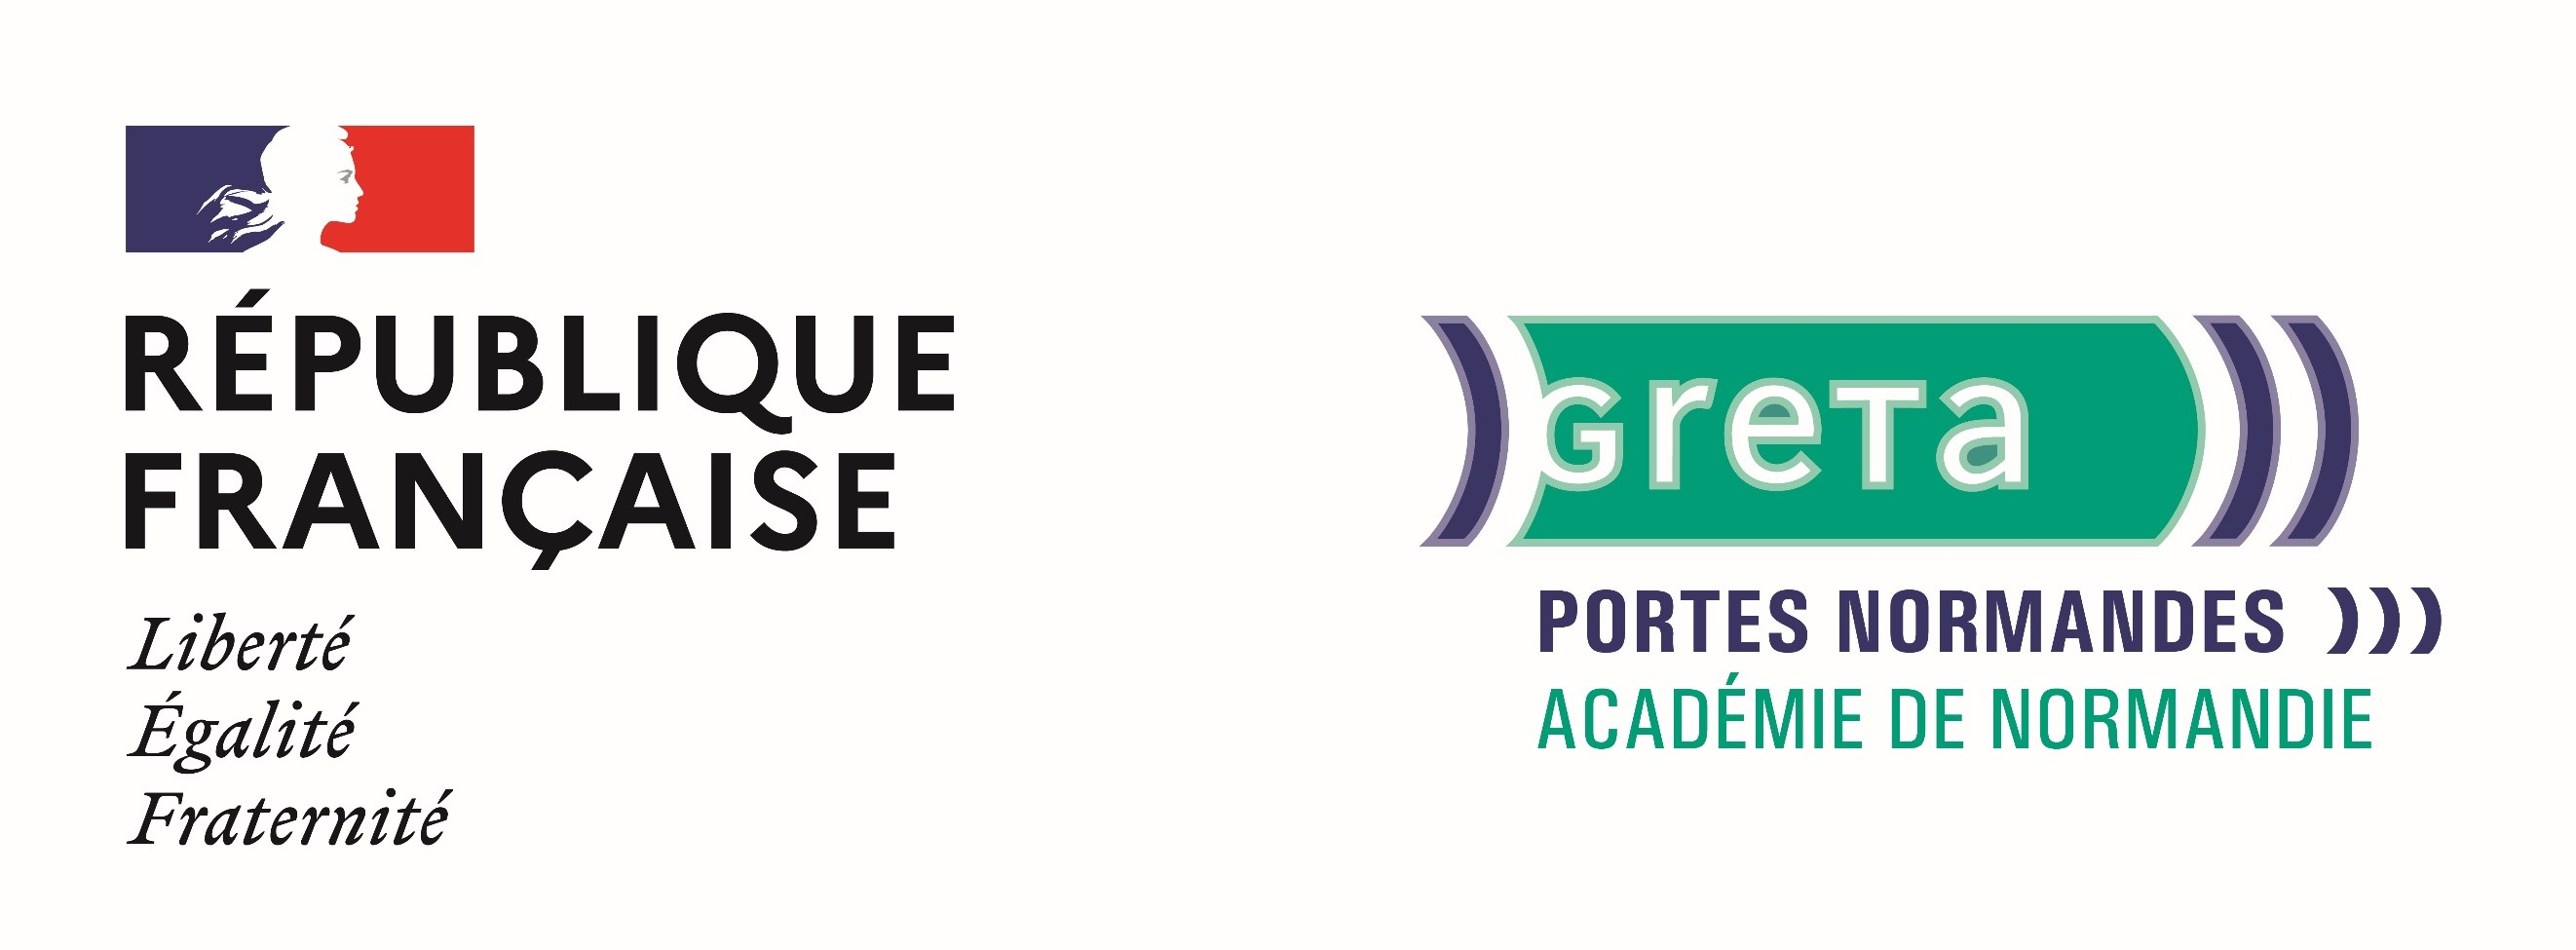 RÉPUBLIQUE
FRANÇAISE
Liberté
Égalité
Fraternité
GreTa
PORTES NORMANDES
ACADÉMIE DE NORMANDIE